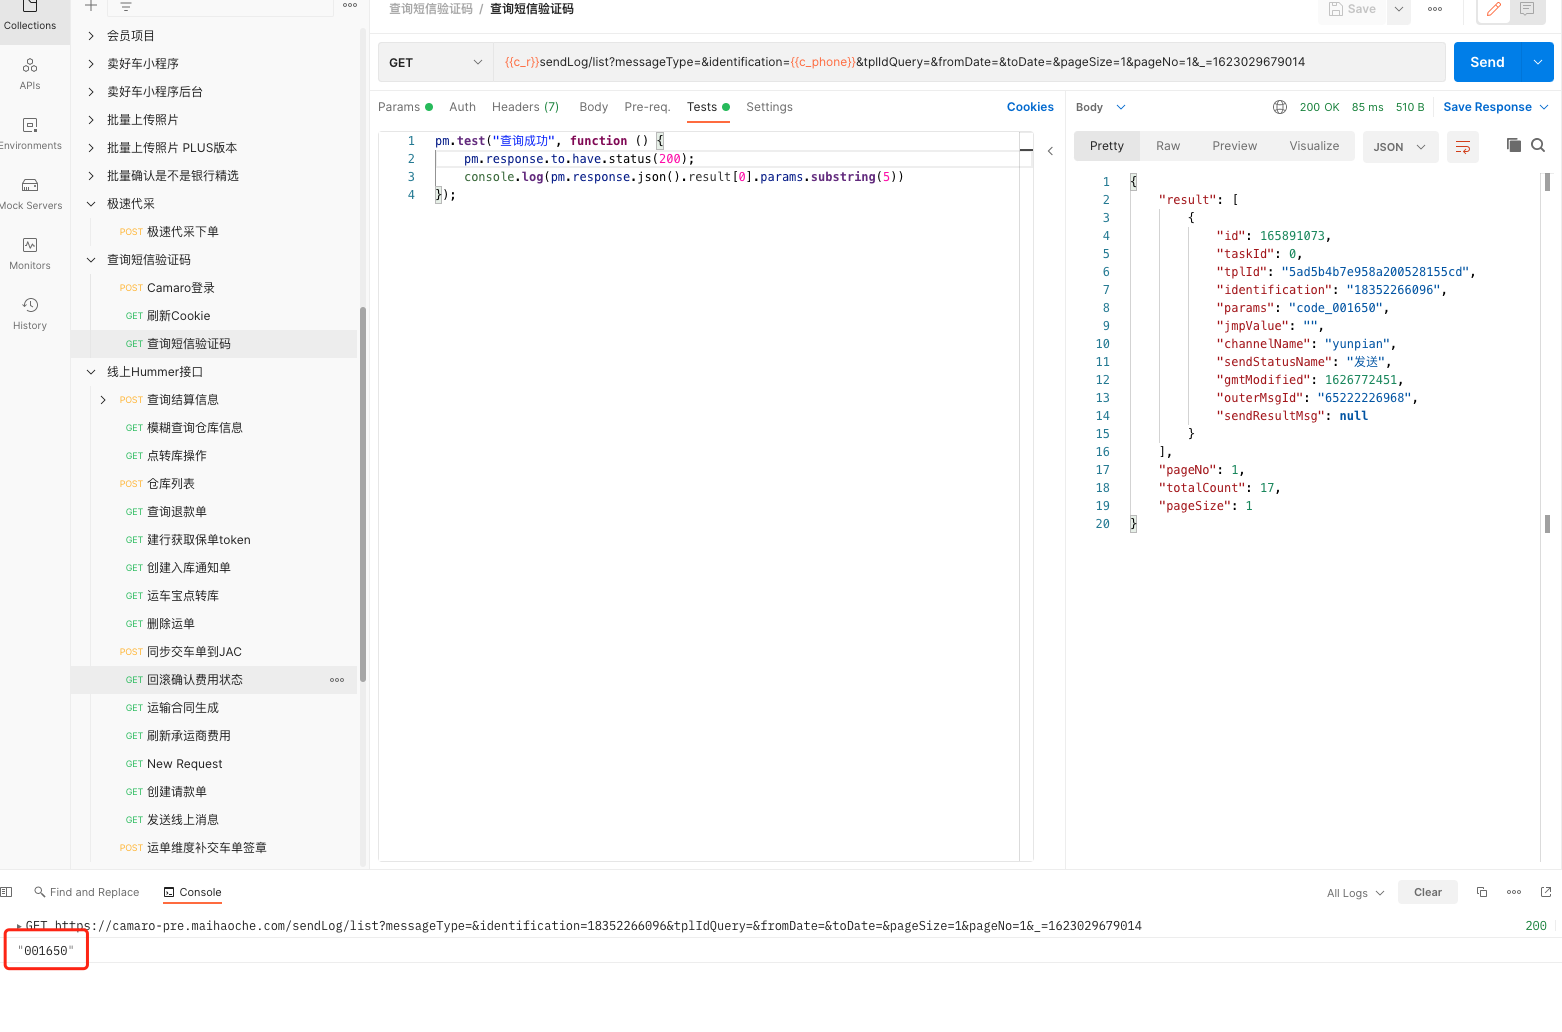 Collections
APIs
Environments
Mock Servers
Monitors
History
会员项目
卖好车小程序
卖好车小程序后台
批量上传照片
批量上传照片 PLUS版本
批量确认是不是银行精选
极速代采
POST 极速代采下单
查询短信验证码
POST Camaro登录
GET 刷新Cookie
GET 查询短信验证码
线上Hummer接口
POST 查询结算信息
GET 模糊查询仓库信息
GET 点转库操作
POST 仓库列表
GET 查询退款单
GET 建行获取保单token
GET 创建入库通知单
GET 运车宝点转库
GET 删除运单
POST 同步交车单到JAC
GET 回滚确认费用状态
GET 运输合同生成
GET 刷新承运商费用
GET New Request
GET 创建请款单
GET 发送线上消息
POST 运单维度补交车单签章
查询短信验证码 / 查询短信验证码
Save
GET {{c_r}}sendLog/list?messageType=&identification={{c_phone}}&tplIdQuery=&fromDate=&toDate=&pageSize=1&pageNo=1&_=1623029679014
Send
Params Auth Headers (7) Body Pre-req. Tests Settings Cookies
1 pm.test("查询成功", function () {
2 pm.response.to.have.status(200);
3 console.log(pm.response.json().result[0].params.substring(5))
4 });
Body 200 OK 85 ms 510 B Save Response
Pretty Raw Preview Visualize JSON
1 {
2 "result": [
3 {
4 "id": 165891073,
5 "taskId": 0,
6 "tplId": "5ad5b4b7e958a200528155cd",
7 "identification": "18352266096",
8 "params": "code_001650",
9 "jmpValue": "",
10 "channelName": "yunpian",
11 "sendStatusName": "发送",
12 "gmtModified": 1626772451,
13 "outerMsgId": "65222226968",
14 "sendResultMsg": null
15 }
16 ],
17 "pageNo": 1,
18 "totalCount": 17,
19 "pageSize": 1
20 }
Find and Replace Console All Logs Clear
GET https://camaro-pre.maihaoche.com/sendLog/list?messageType=&identification=18352266096&tplIdQuery=&fromDate=&toDate=&pageSize=1&pageNo=1&_=1623029679014 200
"001650"